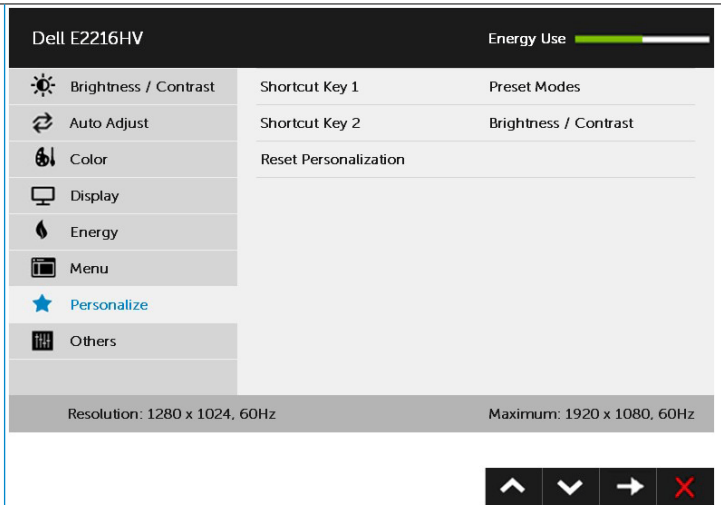 Dell E2216HV Energy Use
Brightness / Contrast Shortcut Key 1 Preset Modes
Auto Adjust Shortcut Key 2 Brightness / Contrast
Color Reset Personalization
Display
Energy
Menu
Personalize
Others
Resolution: 1280 x 1024, 60Hz Maximum: 1920 x 1080, 60Hz